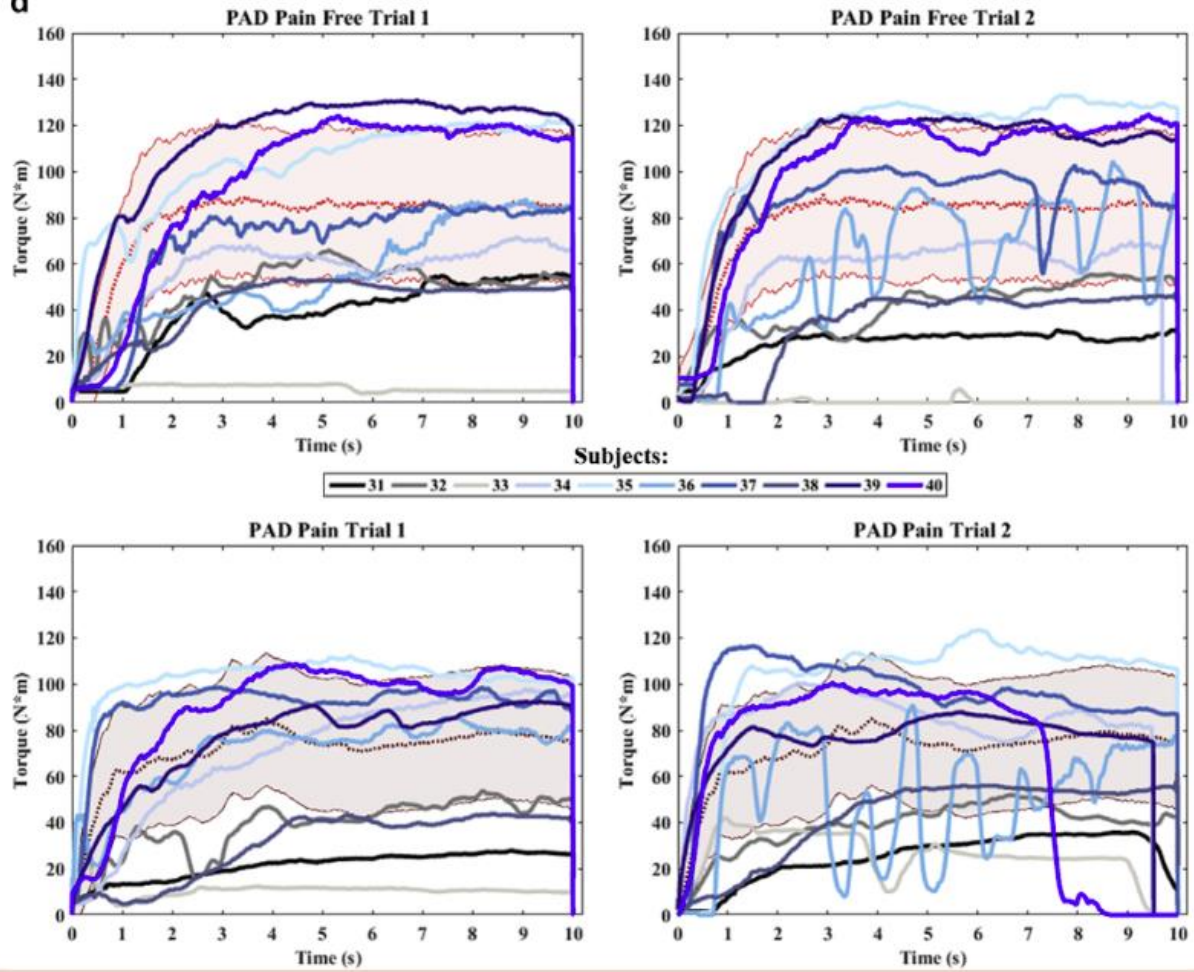 d
PAD Pain Free Trial 1
PAD Pain Free Trial 2
160
140
120
100
80
60
40
20
0
Torque (N*m)
0 1 2 3 4 5 6 7 8 9 10
Time (s)
160
140
120
100
80
60
40
20
0
Torque (N*m)
0 1 2 3 4 5 6 7 8 9 10
Time (s)
Subjects:
31 32 33 34 35 36 37 38 39 40
PAD Pain Trial 1
PAD Pain Trial 2
160
140
120
100
80
60
40
20
0
Torque (N*m)
0 1 2 3 4 5 6 7 8 9 10
Time (s)
160
140
120
100
80
60
40
20
0
Torque (N*m)
0 1 2 3 4 5 6 7 8 9 10
Time (s)